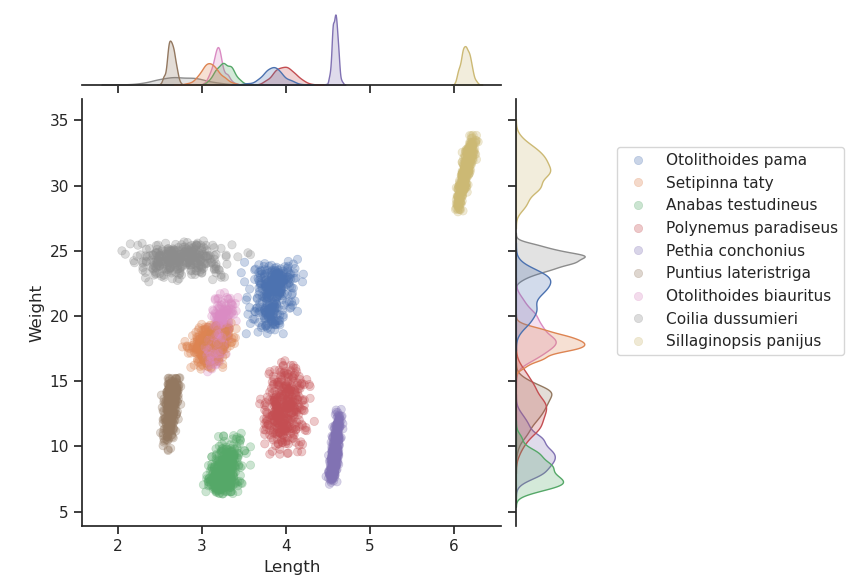 35
30
25
20
15
10
5
Weight
2 3 4 5 6
Length
Otolithoides pama
Setipinna taty
Anabas testudineus
Polynemus paradiseus
Pethia conchonius
Puntius lateristriga
Otolithoides biauritus
Coilia dussumieri
Sillaginopsis panijus